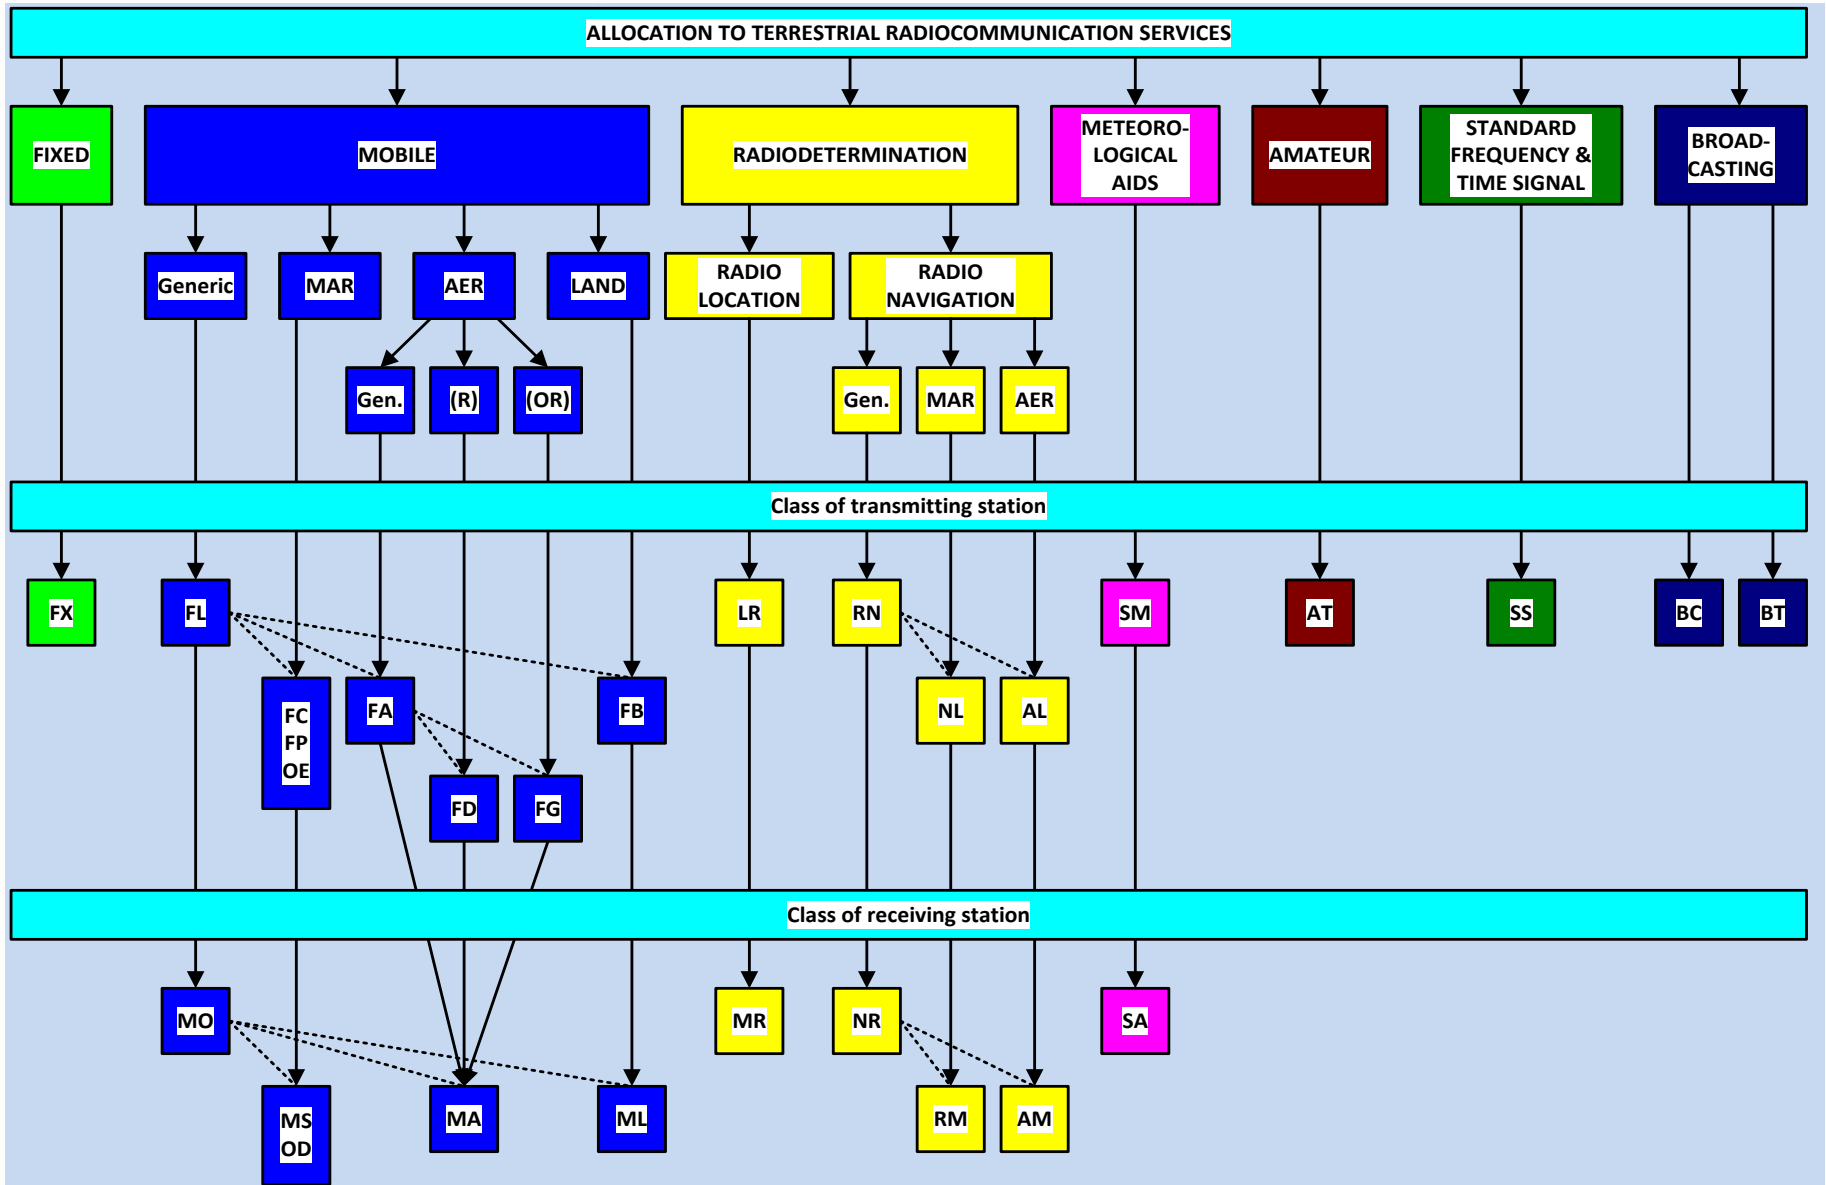 ALLOCATION TO TERRESTRIAL RADIOCOMMUNICATION SERVICES
FIXED
MOBILE
RADIODETERMINATION
METEORO-
LOGICAL
AIDS
AMATEUR
STANDARD
FREQUENCY &
TIME SIGNAL
BROAD-
CASTING
Generic
MAR
AER
LAND
RADIO
LOCATION
RADIO
NAVIGATION
Gen.
(R)
(OR)
Gen.
MAR
AER
Class of transmitting station
FX
FL
LR
RN
SM
AT
SS
BC
BT
FC
FP
OE
FA
FB
NL
AL
FD
FG
Class of receiving station
MO
MR
NR
SA
MS
OD
MA
ML
RM
AM